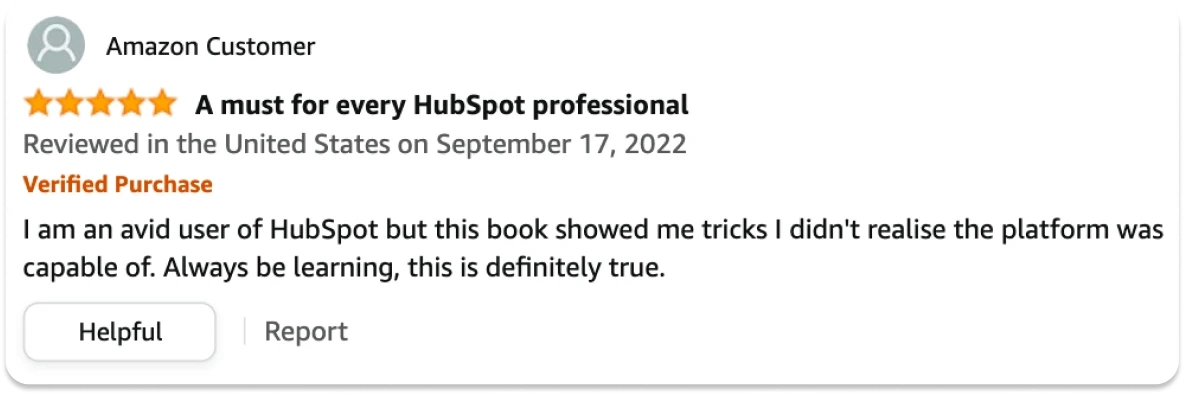 Amazon Customer
A must for every HubSpot professional
Reviewed in the United States on September 17, 2022
Verified Purchase
I am an avid user of HubSpot but this book showed me tricks I didn't realise the platform was
capable of. Always be learning, this is definitely true.
Helpful
Report